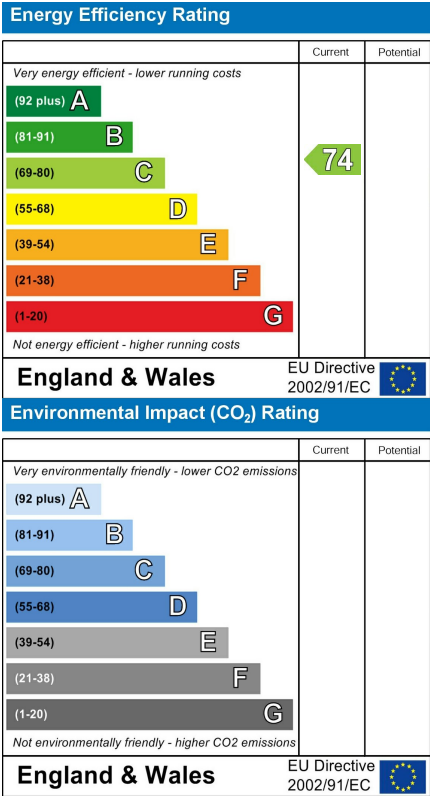 Energy Efficiency Rating
Current Potential
Very energy efficient - lower running costs
(92 plus) A
(81-91) B
(69-80) C
74
(55-68) D
(39-54) E
(21-38) F
(1-20) G
Not energy efficient - higher running costs
England & Wales
EU Directive
2002/91/EC
Environmental Impact (CO₂) Rating
Current Potential
Very environmentally friendly - lower CO2 emissions
(92 plus) A
(81-91) B
(69-80) C
(55-68) D
(39-54) E
(21-38) F
(1-20) G
Not environmentally friendly - higher CO2 emissions
England & Wales
EU Directive
2002/91/EC